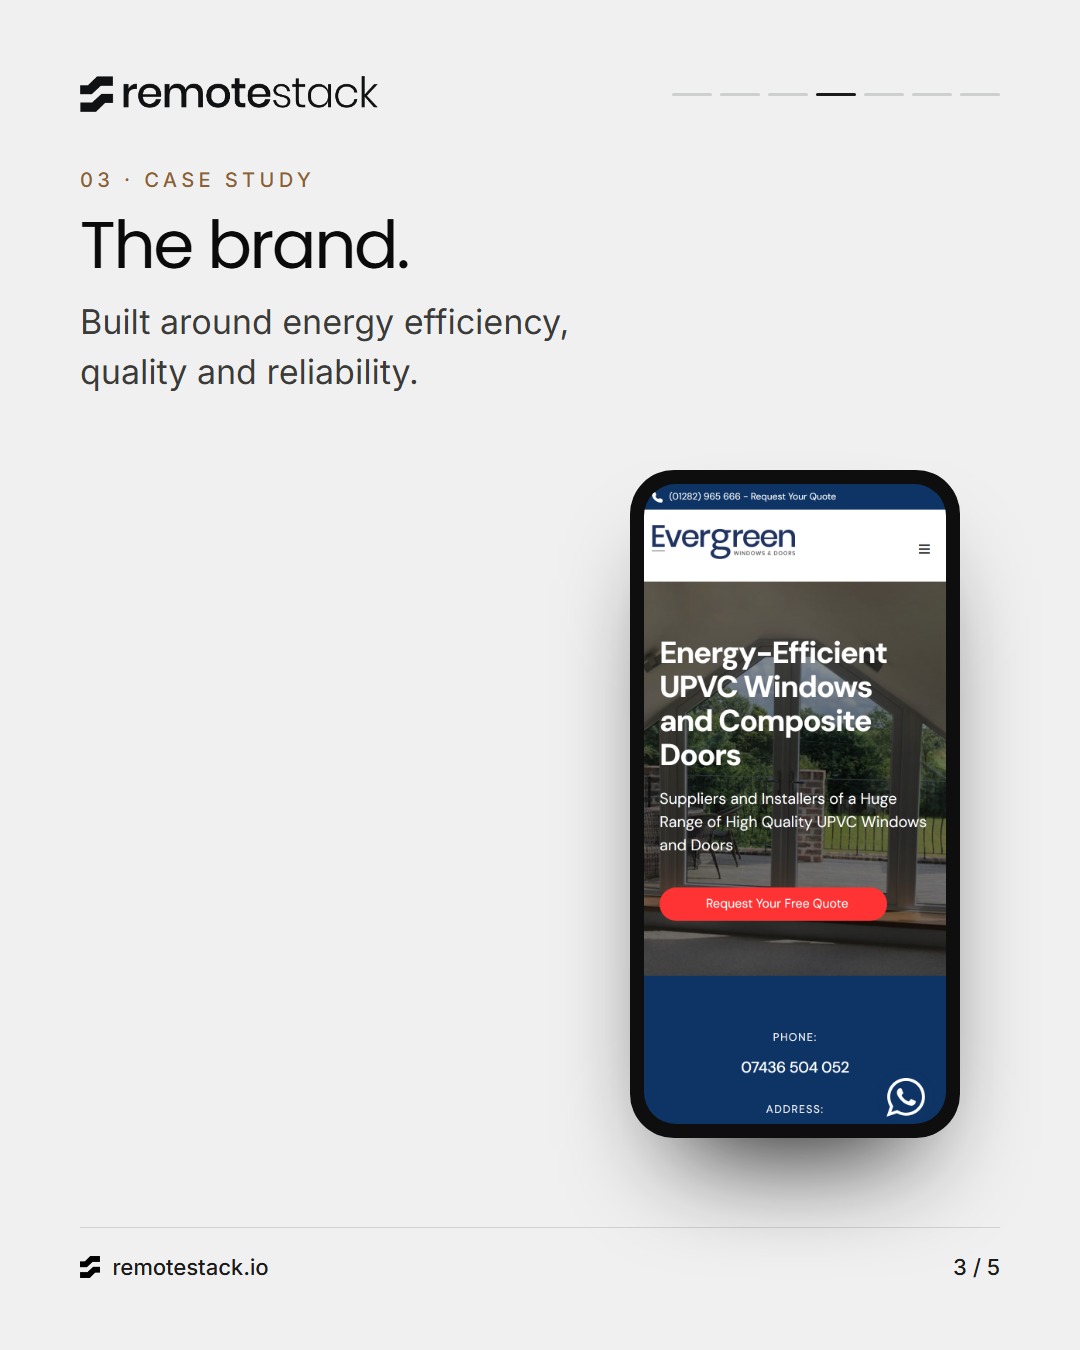 remotestack
03 · CASE STUDY
The brand.
Built around energy efficiency,
quality and reliability.
(01282) 965 666 - Request Your Quote
Evergreen
WINDOWS & DOORS
Energy-Efficient
UPVC Windows
and Composite
Doors
Suppliers and Installers of a Huge
Range of High Quality UPVC Windows
and Doors
Request Your Free Quote
PHONE:
07436 504 052
ADDRESS:
remotestack.io
3 / 5